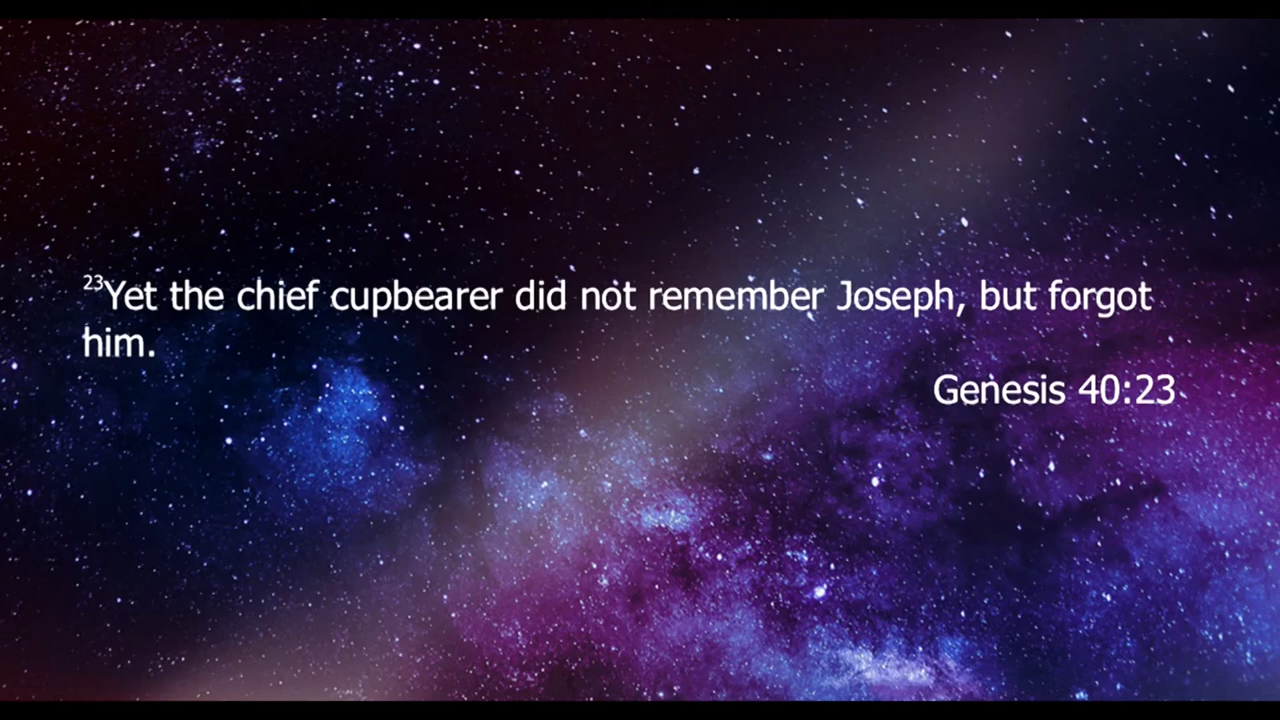 ²³Yet the chief cupbearer did not remember Joseph, but forgot
him.
Genesis 40:23